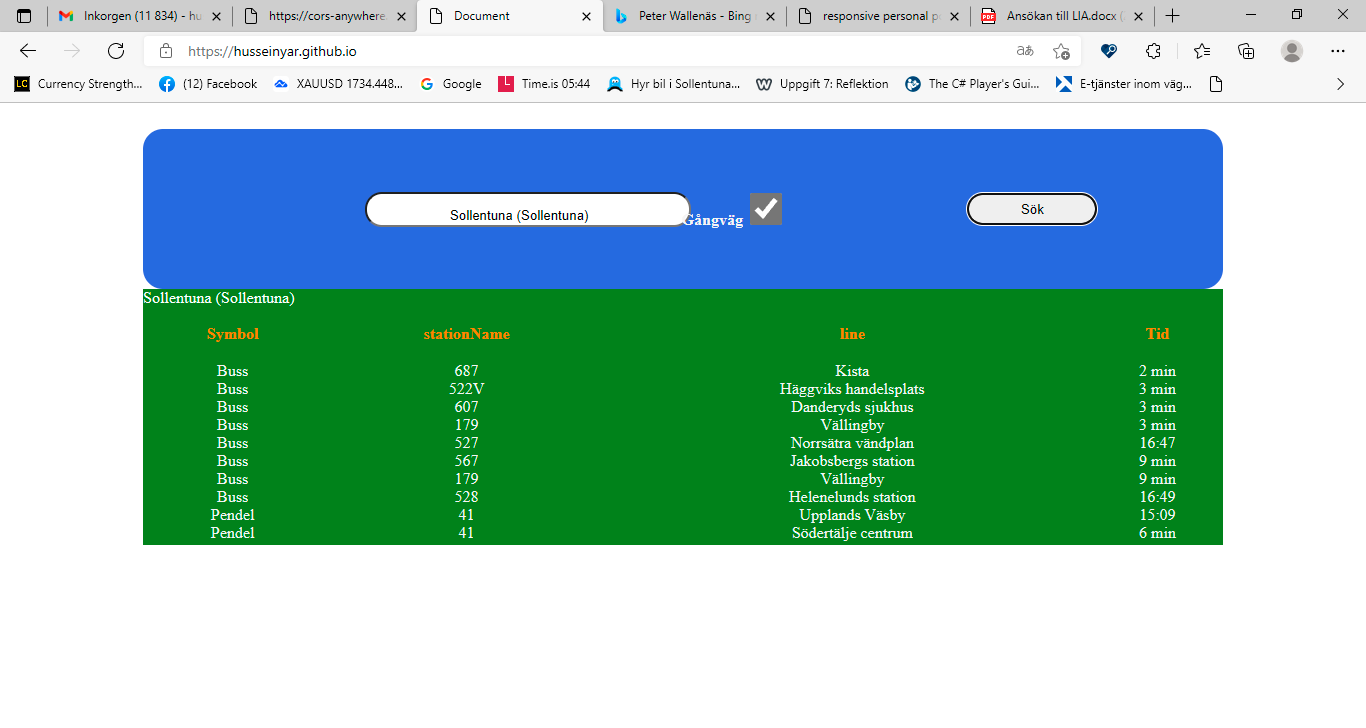 Inkorgen (11 834) - hu
https://cors-anywhere.
Document
Peter Wallenäs - Bing
responsive personal po
Ansökan till LIA.docx (
https://husseinyar.github.io
Currency Strength...
(12) Facebook
XAUUSD 1734.448...
Google
Time.is 05:44
Hyr bil i Sollentuna...
Uppgift 7: Reflektion
The C# Player's Gui...
E-tjänster inom väg...
Sollentuna (Sollentuna)
Gångväg
Sök
Sollentuna (Sollentuna)
Symbol stationName line Tid
Buss 687 Kista 2 min
Buss 522V Häggviks handelsplats 3 min
Buss 607 Danderyds sjukhus 3 min
Buss 179 Vällingby 3 min
Buss 527 Norrsätra vändplan 16:47
Buss 567 Jakobsbergs station 9 min
Buss 179 Vällingby 9 min
Buss 528 Helenelunds station 16:49
Pendel 41 Upplands Väsby 15:09
Pendel 41 Södertälje centrum 6 min